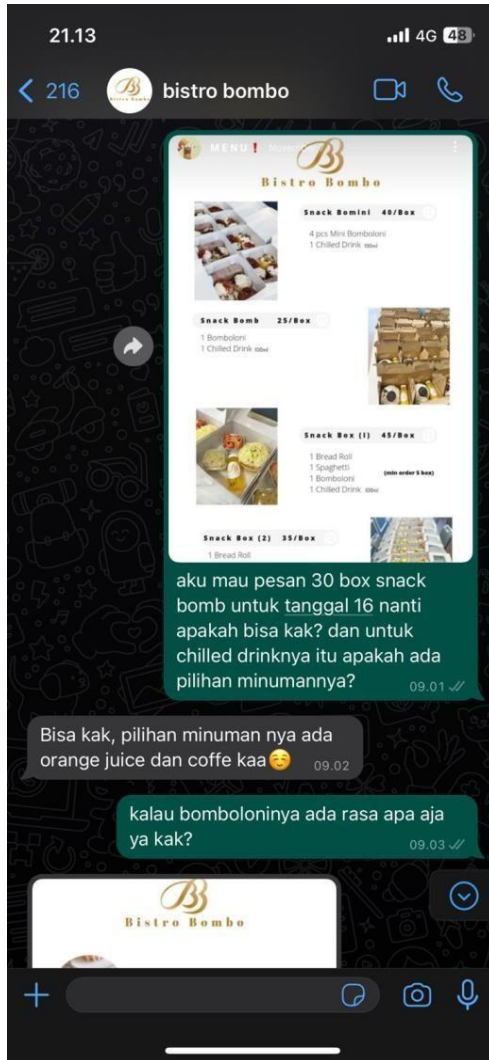 21.13
4G 48
216
bistro bombo
MENU❗ Novem
Bistro Bombo
Snack Bomini 40/Box
4 pcs Mini Bomboloni
1 Chilled Drink 100ml
Snack Bomb 25/Box
1 Bomboloni
1 Chilled Drink 100ml
Snack Box (1) 45/Box
1 Bread Roll
1 Spaghetti
1 Bomboloni
(min order 5 box)
1 Chilled Drink 100ml
Snack Box (2) 35/Box
1 Bread Roll
aku mau pesan 30 box snack
bomb untuk tanggal 16 nanti
apakah bisa kak? dan untuk
chilled drinknya itu apakah ada
pilihan minumannya?
09.01
Bisa kak, pilihan minuman nya ada
orange juice dan coffe kaa☺️
09.02
kalau bomboloninya ada rasa apa aja
ya kak?
09.03
Bistro Bombo